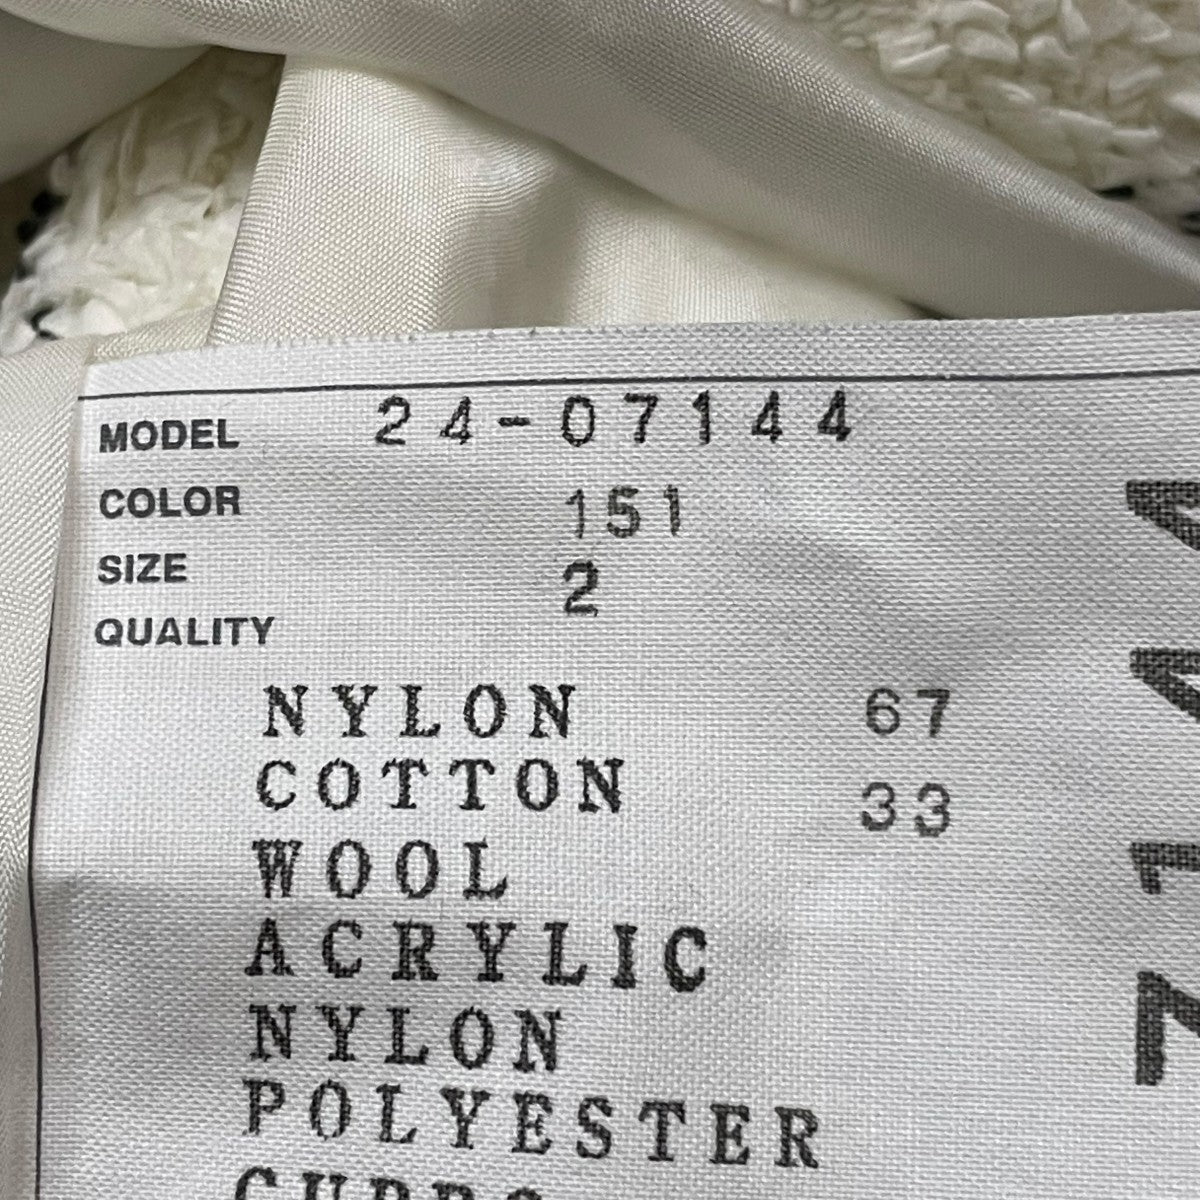 MODEL 24-07144
COLOR 151
SIZE 2
QUALITY
NYLON 67
COTTON 33
WOOL
ACRYLIC
NYLON
POLYESTER